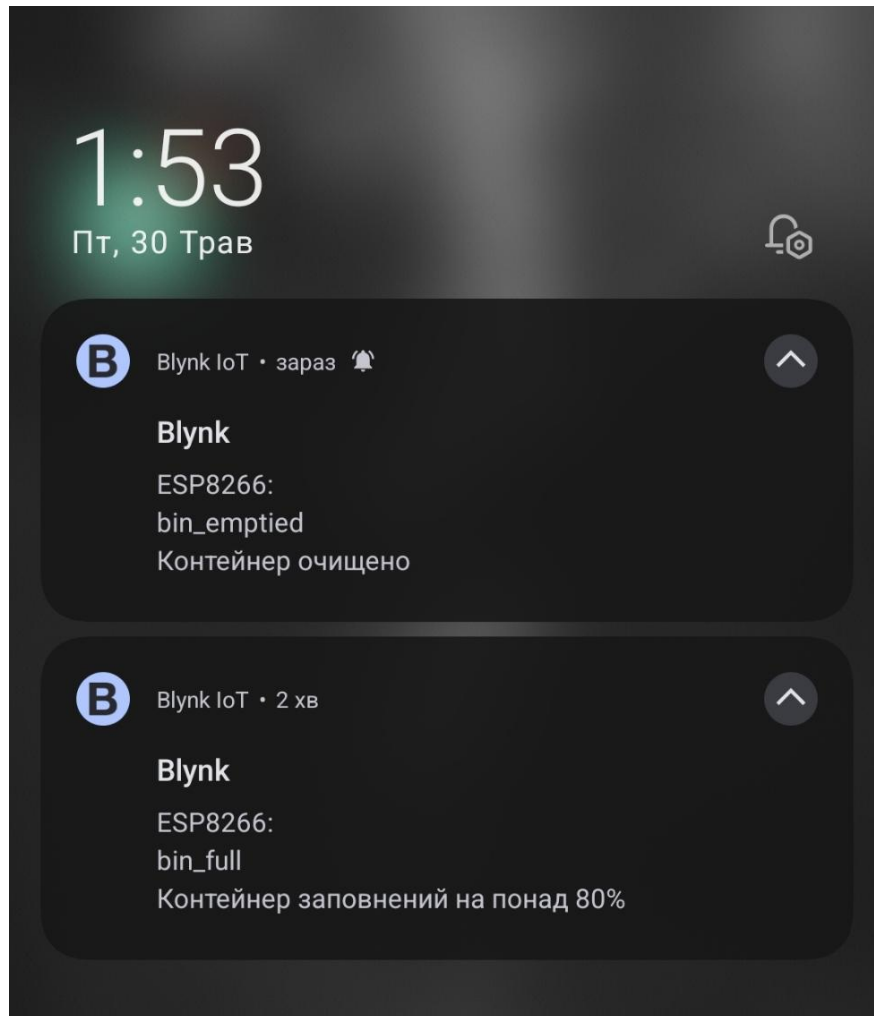 1:53
Пт, 30 Трав
B
Blynk IoT • зараз
Blynk
ESP8266:
bin_emptied
Контейнер очищено
B
Blynk IoT • 2 хв
Blynk
ESP8266:
bin_full
Контейнер заповнений на понад 80%